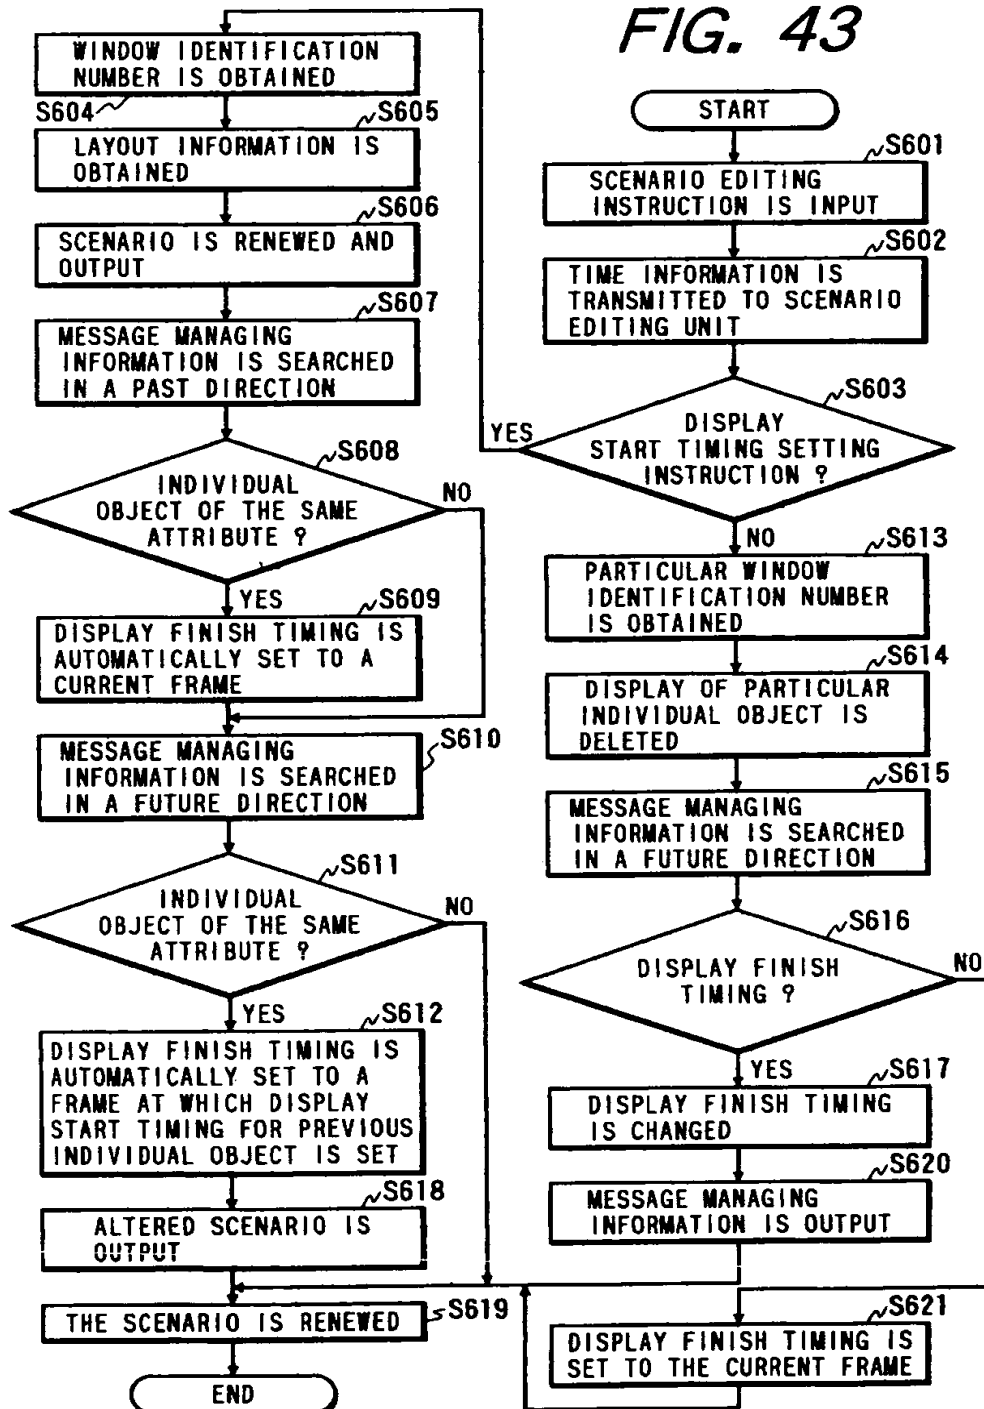 FIG. 43
START
S601
SCENARIO EDITING
INSTRUCTION IS INPUT
S602
TIME INFORMATION IS
TRANSMITTED TO SCENARIO
EDITING UNIT
S603
DISPLAY
START TIMING SETTING
INSTRUCTION ?
YES
NO
WINDOW IDENTIFICATION
NUMBER IS OBTAINED
S604
S605
LAYOUT INFORMATION IS
OBTAINED
S606
SCENARIO IS RENEWED AND
OUTPUT
S607
MESSAGE MANAGING
INFORMATION IS SEARCHED
IN A PAST DIRECTION
S608
INDIVIDUAL
OBJECT OF THE SAME
ATTRIBUTE ?
NO
YES
S609
DISPLAY FINISH TIMING IS
AUTOMATICALLY SET TO A
CURRENT FRAME
S610
MESSAGE MANAGING
INFORMATION IS SEARCHED
IN A FUTURE DIRECTION
S611
INDIVIDUAL
OBJECT OF THE SAME
ATTRIBUTE ?
NO
YES
S612
DISPLAY FINISH TIMING IS
AUTOMATICALLY SET TO A
FRAME AT WHICH DISPLAY
START TIMING FOR PREVIOUS
INDIVIDUAL OBJECT IS SET
S618
ALTERED SCENARIO IS
OUTPUT
THE SCENARIO IS RENEWED
S619
END
S613
PARTICULAR WINDOW
IDENTIFICATION NUMBER
IS OBTAINED
S614
DISPLAY OF PARTICULAR
INDIVIDUAL OBJECT IS
DELETED
S615
MESSAGE MANAGING
INFORMATION IS SEARCHED
IN A FUTURE DIRECTION
S616
DISPLAY FINISH
TIMING ?
NO
YES
S617
DISPLAY FINISH TIMING
IS CHANGED
S620
MESSAGE MANAGING
INFORMATION IS OUTPUT
S621
DISPLAY FINISH TIMING IS
SET TO THE CURRENT FRAME